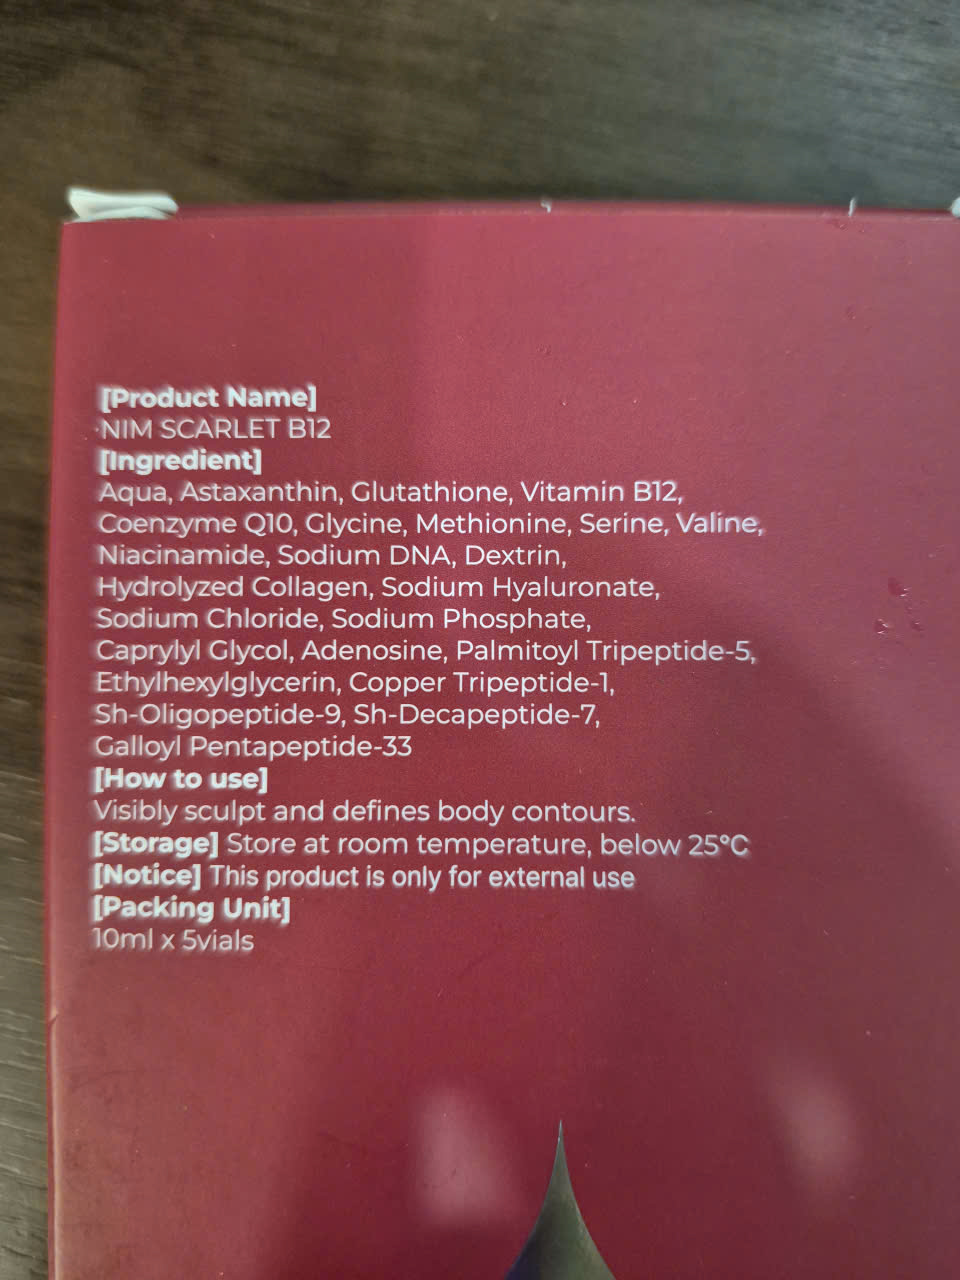 [Product Name]
NIM SCARLET B12
[Ingredient]
Aqua, Astaxanthin, Glutathione, Vitamin B12,
Coenzyme Q10, Glycine, Methionine, Serine, Valine,
Niacinamide, Sodium DNA, Dextrin,
Hydrolyzed Collagen, Sodium Hyaluronate,
Sodium Chloride, Sodium Phosphate,
Caprylyl Glycol, Adenosine, Palmitoyl Tripeptide-5,
Ethylhexylglycerin, Copper Tripeptide-1,
Sh-Oligopeptide-9, Sh-Decapeptide-7,
Galloyl Pentapeptide-33
[How to use]
Visibly sculpt and defines body contours.
[Storage] Store at room temperature, below 25℃
[Notice] This product is only for external use
[Packing Unit]
10ml x 5vials